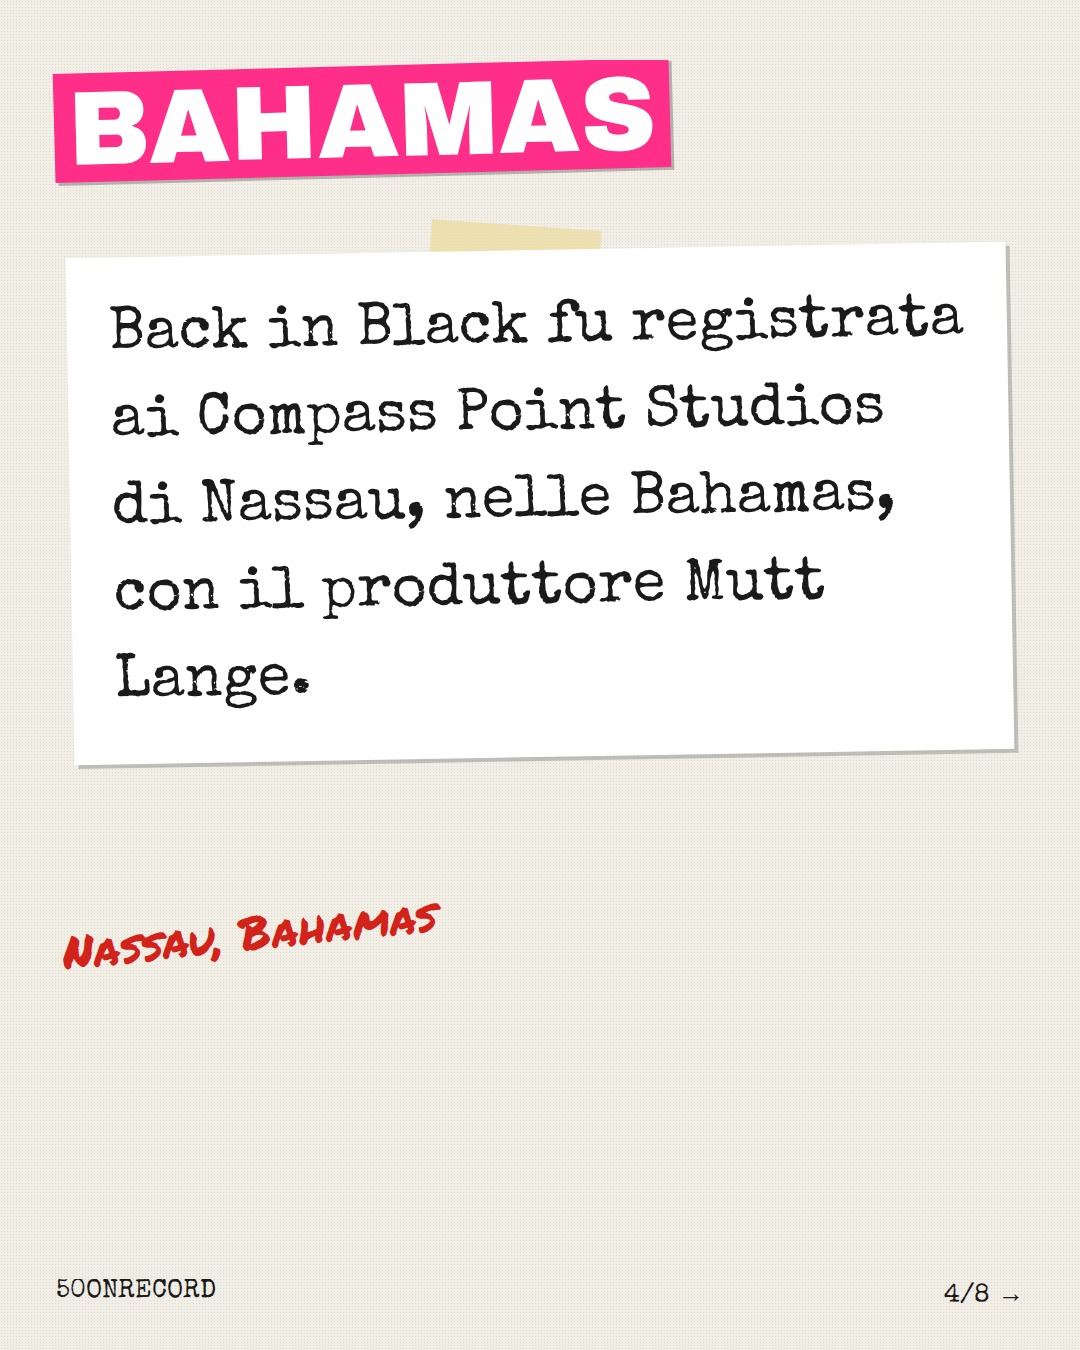 BAHAMAS
Back in Black fu registrata
ai Compass Point Studios
di Nassau, nelle Bahamas,
con il produttore Mutt
Lange.
Nassau, Bahamas
500NRECORD
4/8 →